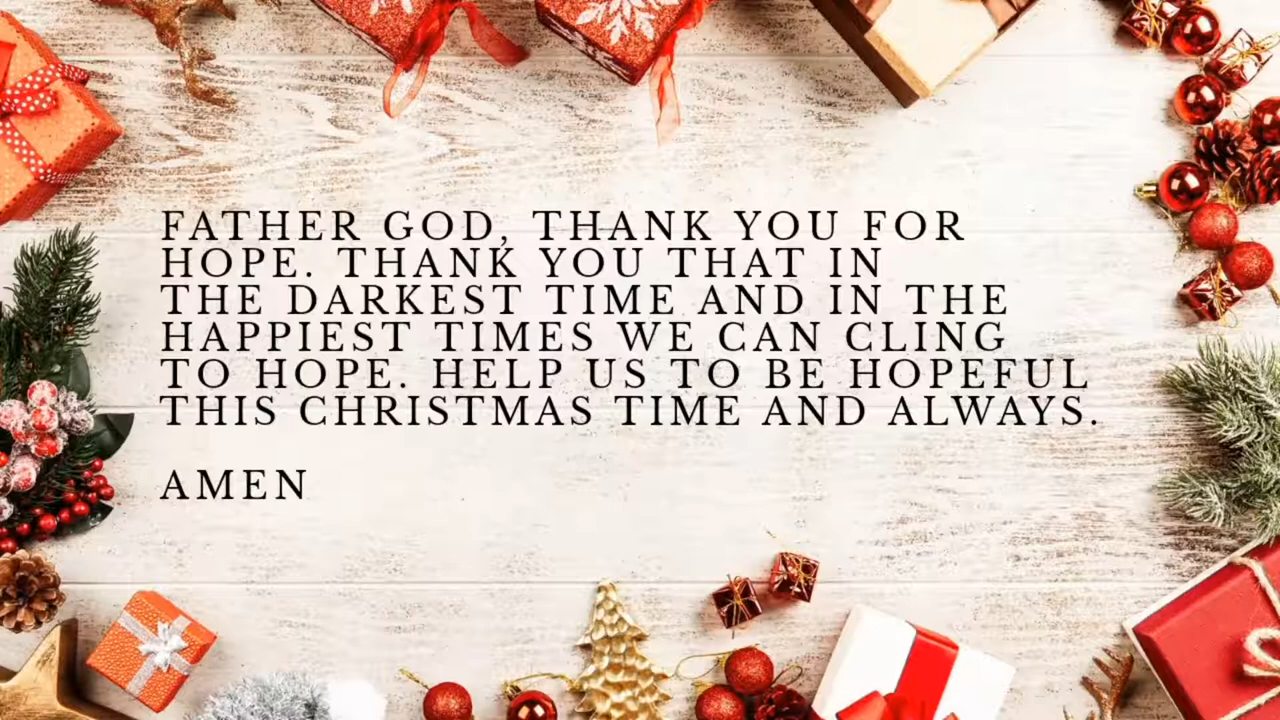 FATHER GOD, THANK YOU FOR
HOPE. THANK YOU THAT IN
THE DARKEST TIME AND IN THE
HAPPIEST TIMES WE CAN CLING
TO HOPE. HELP US TO BE HOPEFUL
THIS CHRISTMAS TIME AND ALWAYS.
AMEN